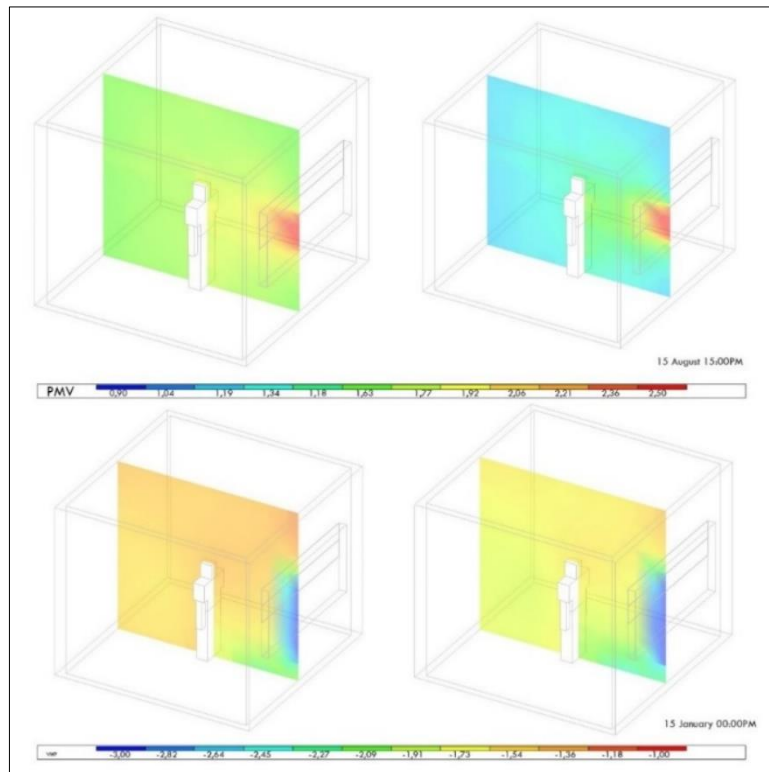 15 August 15:00PM
PMV 0,90 1,04 1,19 1,34 1,18 1,63 1,77 1,92 2,06 2,21 2,36 2,50
15 January 00:00PM
-3,00 -2,82 -2,64 -2,45 -2,27 -2,09 -1,91 -1,73 -1,54 -1,36 -1,18 -1,00